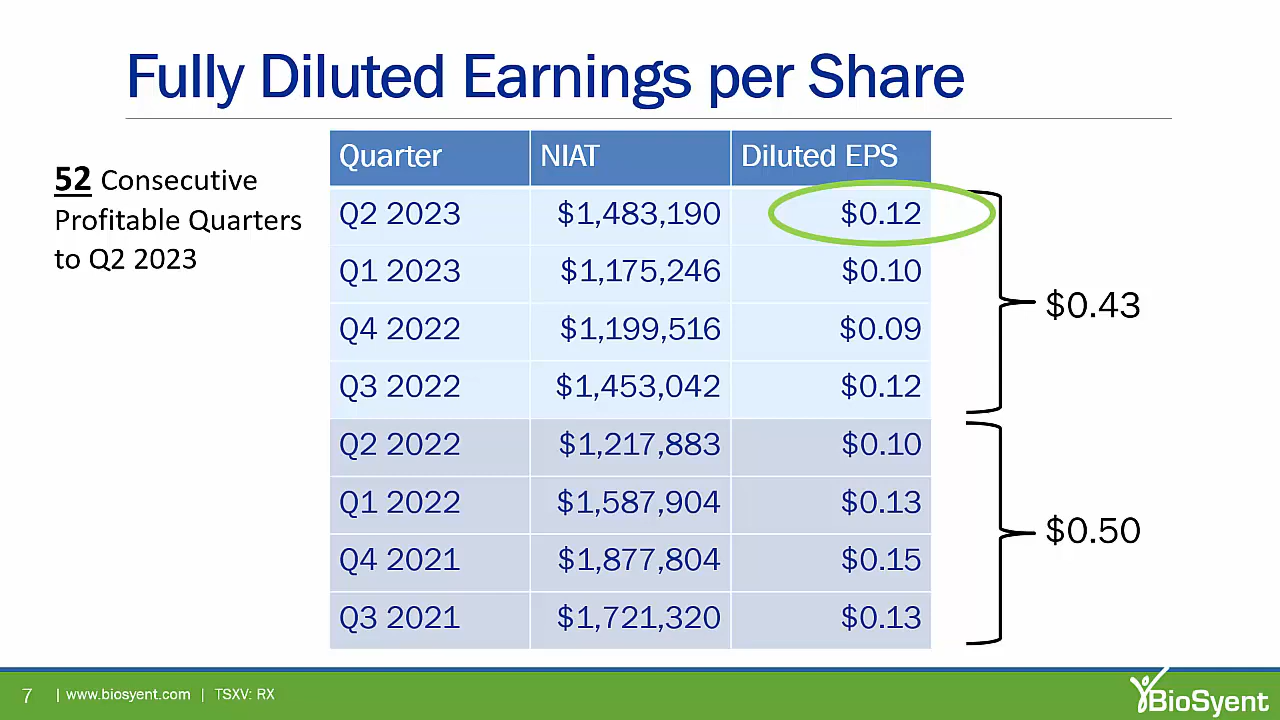 Fully Diluted Earnings per Share
52 Consecutive
Profitable Quarters
to Q2 2023
Quarter NIAT Diluted EPS
Q2 2023 $1,483,190 $0.12
Q1 2023 $1,175,246 $0.10
Q4 2022 $1,199,516 $0.09
Q3 2022 $1,453,042 $0.12
Q2 2022 $1,217,883 $0.10
Q1 2022 $1,587,904 $0.13
Q4 2021 $1,877,804 $0.15
Q3 2021 $1,721,320 $0.13
$0.43
$0.50
7 | www.biosyent.com | TSXV: RX
BioSyent